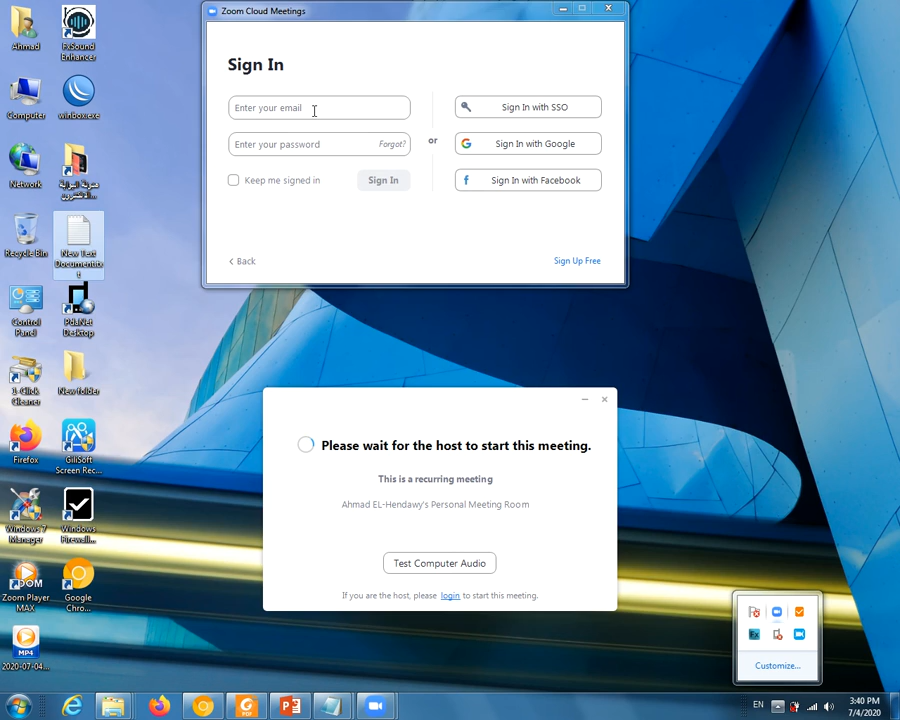 Zoom Cloud Meetings
Sign In
Enter your email
Enter your password
Forgot?
Keep me signed in
Sign In
or
Sign In with SSO
Sign In with Google
Sign In with Facebook
Back
Sign Up Free
Please wait for the host to start this meeting.
This is a recurring meeting
Ahmad EL-Hendawy's Personal Meeting Room
Test Computer Audio
If you are the host, please login to start this meeting.
Ahmad
FxSound
Enhancer
Computer
winbox.exe
Network
Recycle Bin
New Text
Document.tx
t
Control
Panel
PdaNet
Desktop
1-Click
Cleaner
New folder
Firefox
GiliSoft
Screen Rec...
Windows 7
Manager
Windows
Firewall...
Zoom Player
MAX
Google
Chro...
MP4
2020-07-04...
Customize...
EN
3:40 PM
7/4/2020